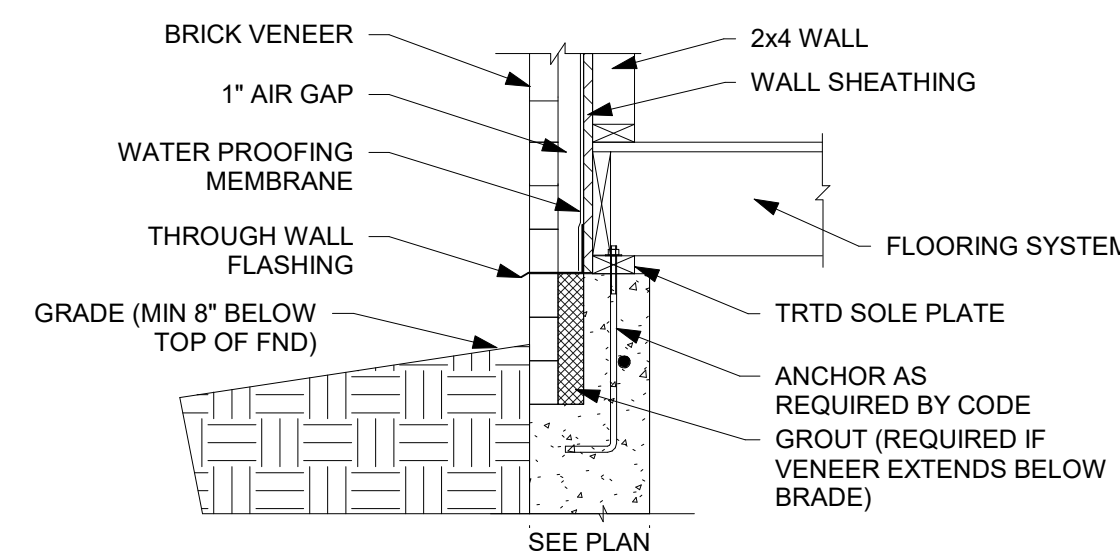 BRICK VENEER
1" AIR GAP
WATER PROOFING
MEMBRANE
THROUGH WALL
FLASHING
GRADE (MIN 8" BELOW
TOP OF FND)
2x4 WALL
WALL SHEATHING
FLOORING SYSTEM
TRTD SOLE PLATE
ANCHOR AS
REQUIRED BY CODE
GROUT (REQUIRED IF
VENEER EXTENDS BELOW
BRADE)
SEE PLAN